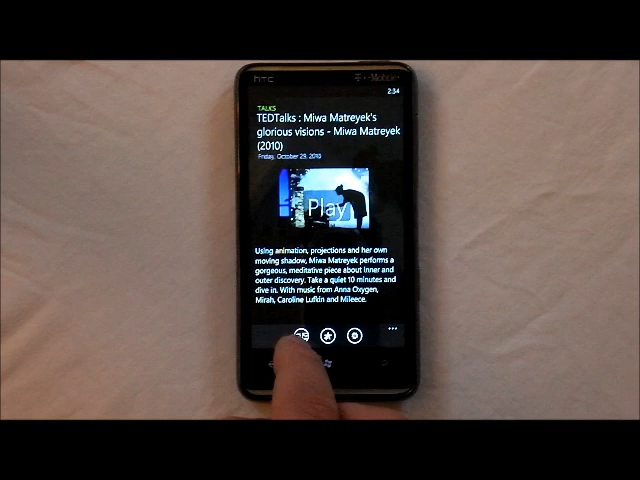 hTC T··Mobile·
2:34
TALKS
TEDTalks : Miwa Matreyek's
glorious visions - Miwa Matreyek
(2010)
Friday, October 29, 2010
Play
Using animation, projections and her own
moving shadow, Miwa Matreyek performs a
gorgeous, meditative piece about inner and
outer discovery. Take a quiet 10 minutes and
dive in. With music from Anna Oxygen,
Mirah, Caroline Lufkin and Mileece.